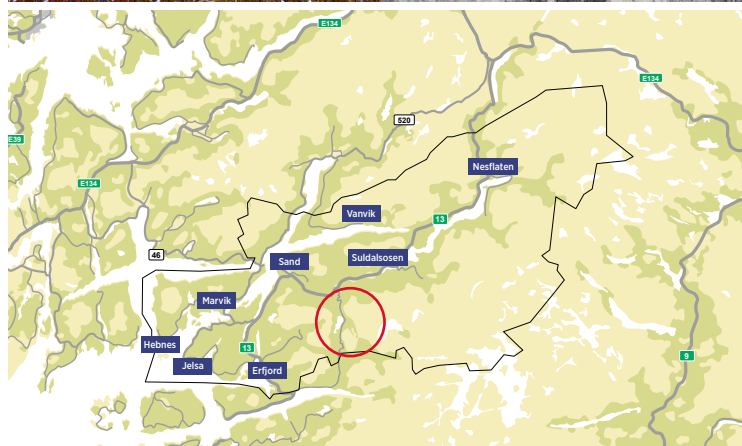 E134
E134
520
E39
Nesflaten
E134
Vanvik
13
46
Sand
Suldalsosen
Marvik
Hebnes
13
9
Jelsa
Erfjord